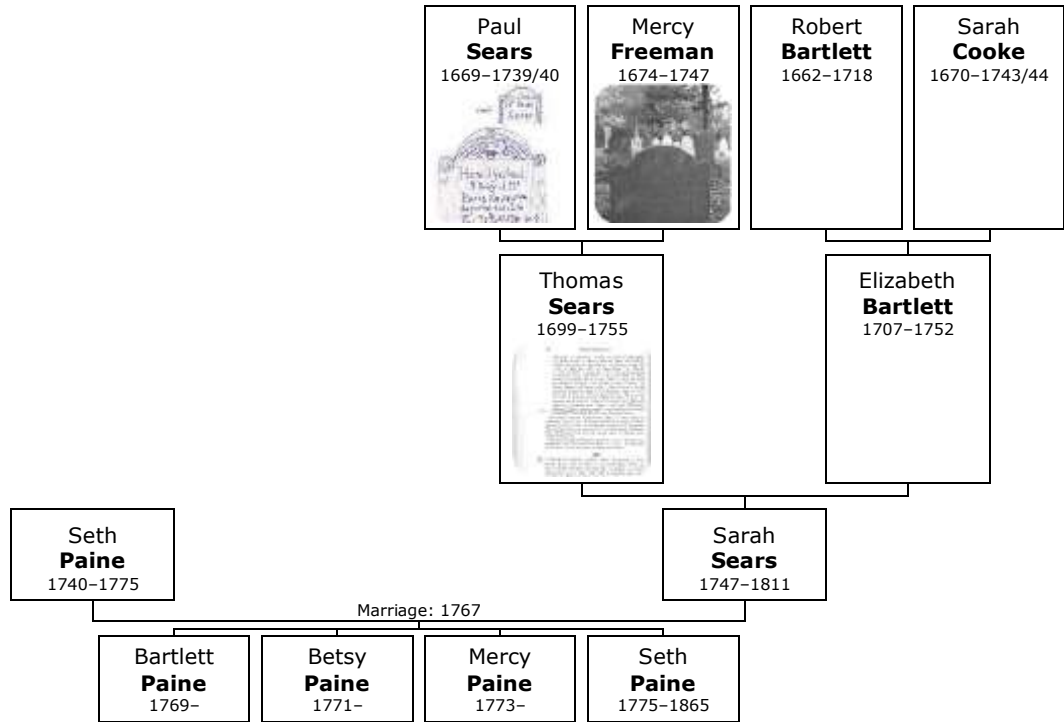 Paul
Sears
1669–1739/40
Mercy
Freeman
1674–1747
Robert
Bartlett
1662–1718
Sarah
Cooke
1670–1743/44
Thomas
Sears
1699–1755
Elizabeth
Bartlett
1707–1752
Seth
Paine
1740–1775
Sarah
Sears
1747–1811
Marriage: 1767
Bartlett
Paine
1769–
Betsy
Paine
1771–
Mercy
Paine
1773–
Seth
Paine
1775–1865